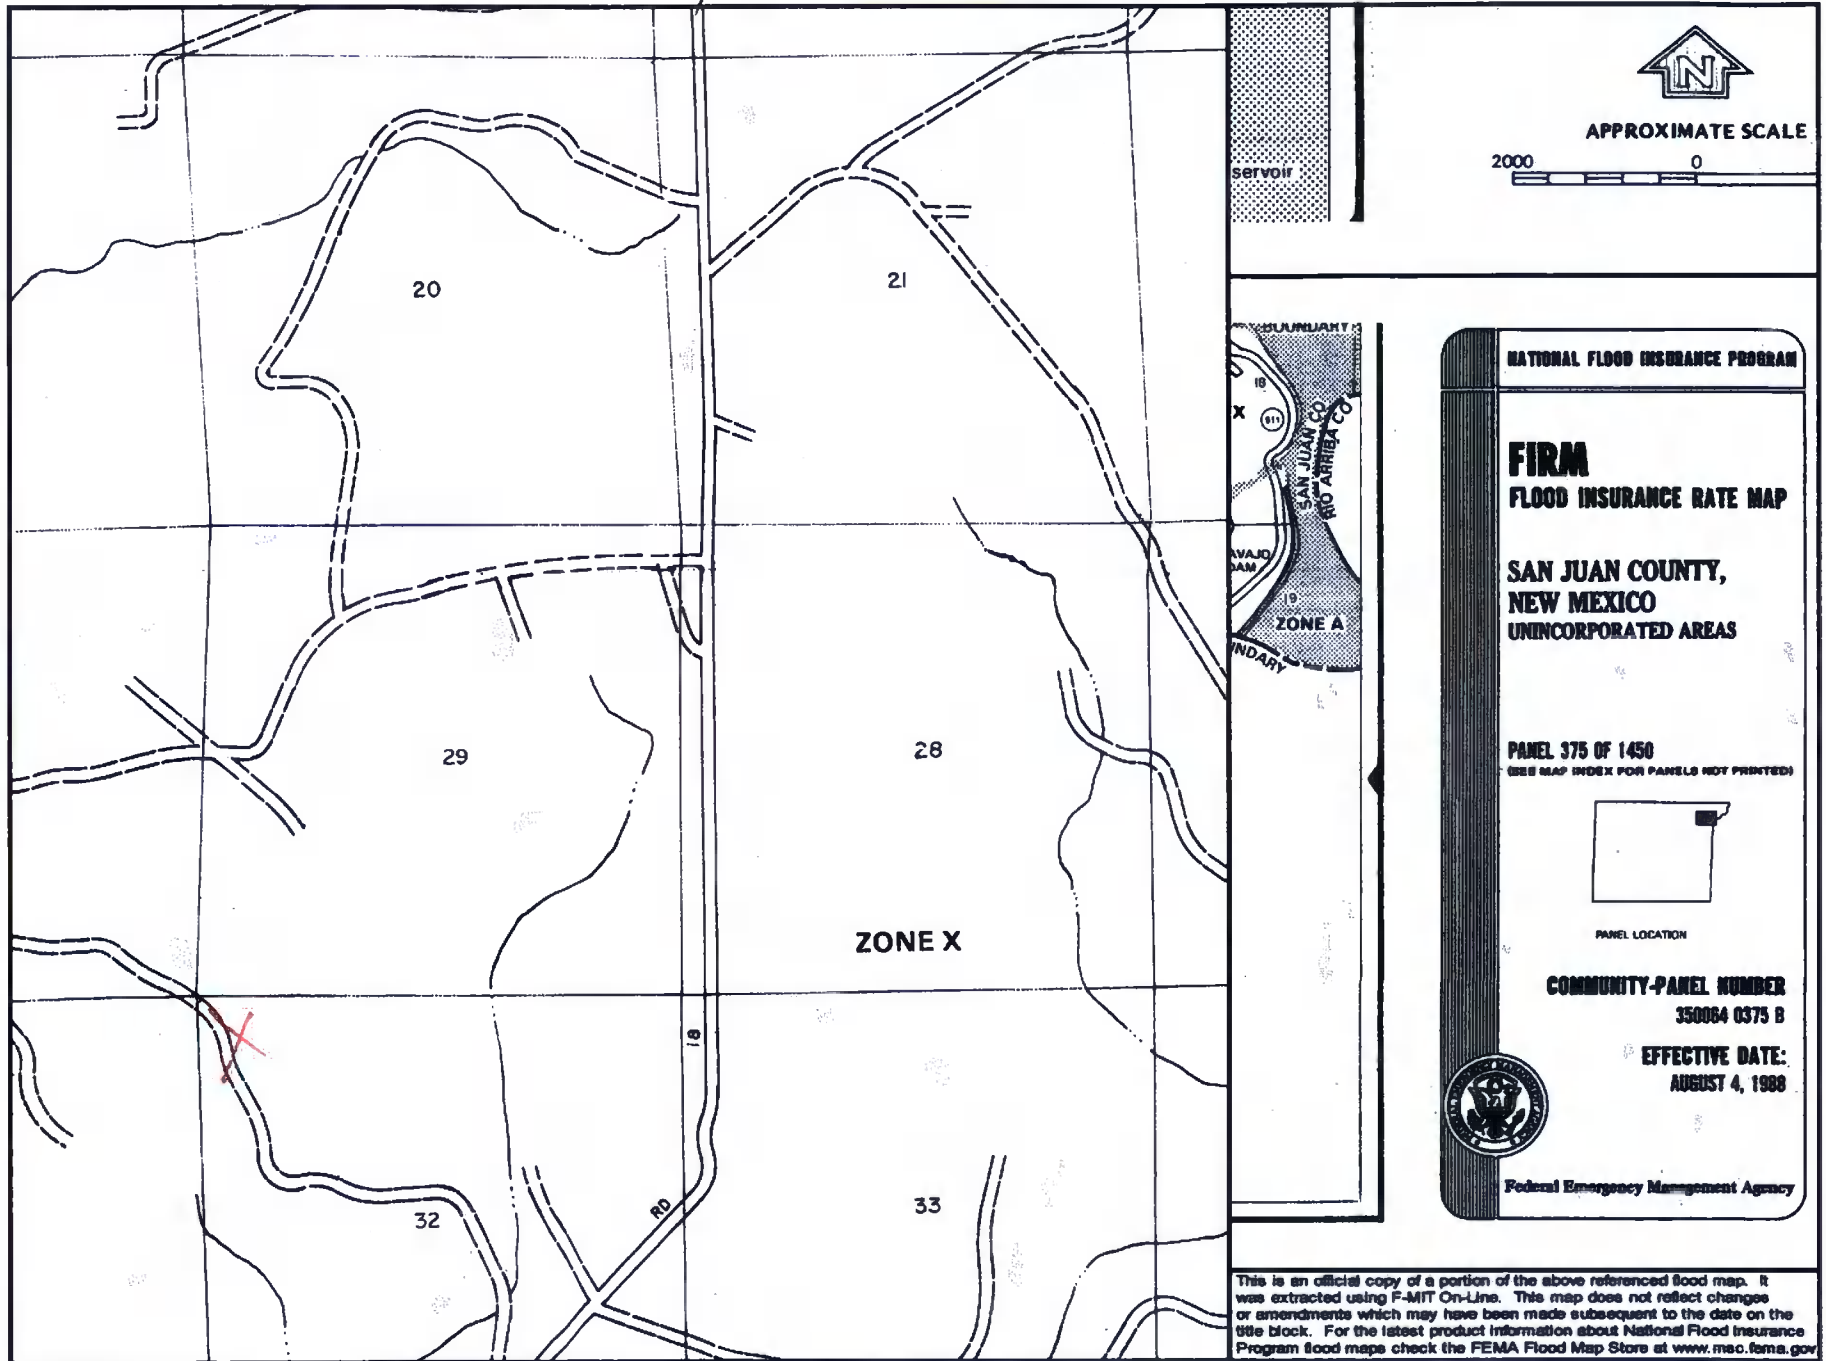 20
21
29
28
ZONE X
18
RD
32
33
servoir
N
APPROXIMATE SCALE
2000 0
BOUNDARY
18
X
511
SAN JUAN CO
RIO ARRIBA CO
AVAJO
DAM
19
ZONE A
NDARY
NATIONAL FLOOD INSURANCE PROGRAM
FIRM
FLOOD INSURANCE RATE MAP
SAN JUAN COUNTY,
NEW MEXICO
UNINCORPORATED AREAS
PANEL 375 OF 1450
(SEE MAP INDEX FOR PANELS NOT PRINTED)
PANEL LOCATION
COMMUNITY-PANEL NUMBER
350064 0375 B
EFFECTIVE DATE:
AUGUST 4, 1988
Federal Emergency Management Agency
This is an official copy of a portion of the above referenced flood map. It
was extracted using F-MIT On-Line. This map does not reflect changes
or amendments which may have been made subsequent to the date on the
title block. For the latest product information about National Flood Insurance
Program flood maps check the FEMA Flood Map Store at www.msc.fema.gov